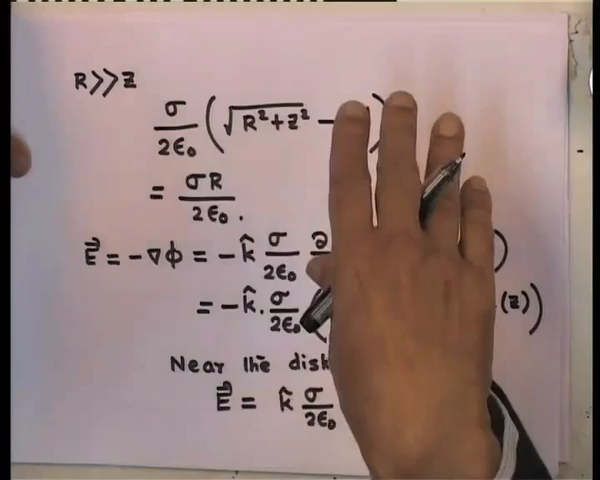 R>>Z
σ/2ϵ₀ (√R²+Z² −
= σR/2ϵ₀.
E⃗ = −∇ϕ = −k̂ σ/2ϵ₀ ∂ )
= −k̂. σ/2ϵ₀ ( (z))
Near the disk
E⃗ = k̂ σ/2ϵ₀